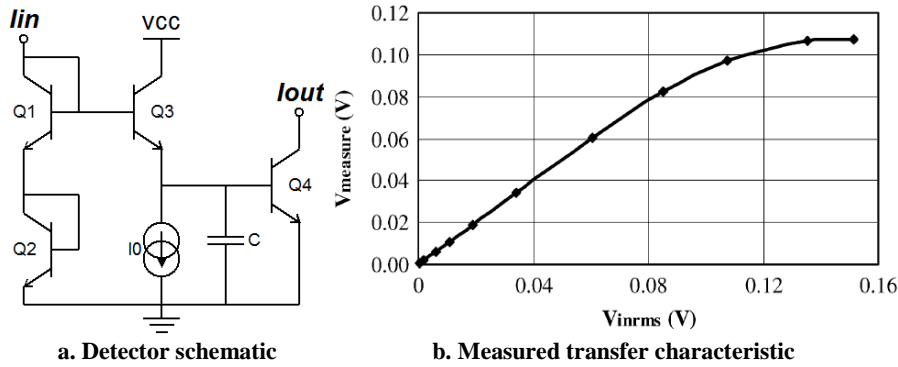 Iin
VCC
Q1
Q3
Iout
Q4
Q2
I0
C
a. Detector schematic
Vmeasure (V)
0.12
0.10
0.08
0.06
0.04
0.02
0.00
0
0.04
0.08
0.12
0.16
Vinrms (V)
b. Measured transfer characteristic